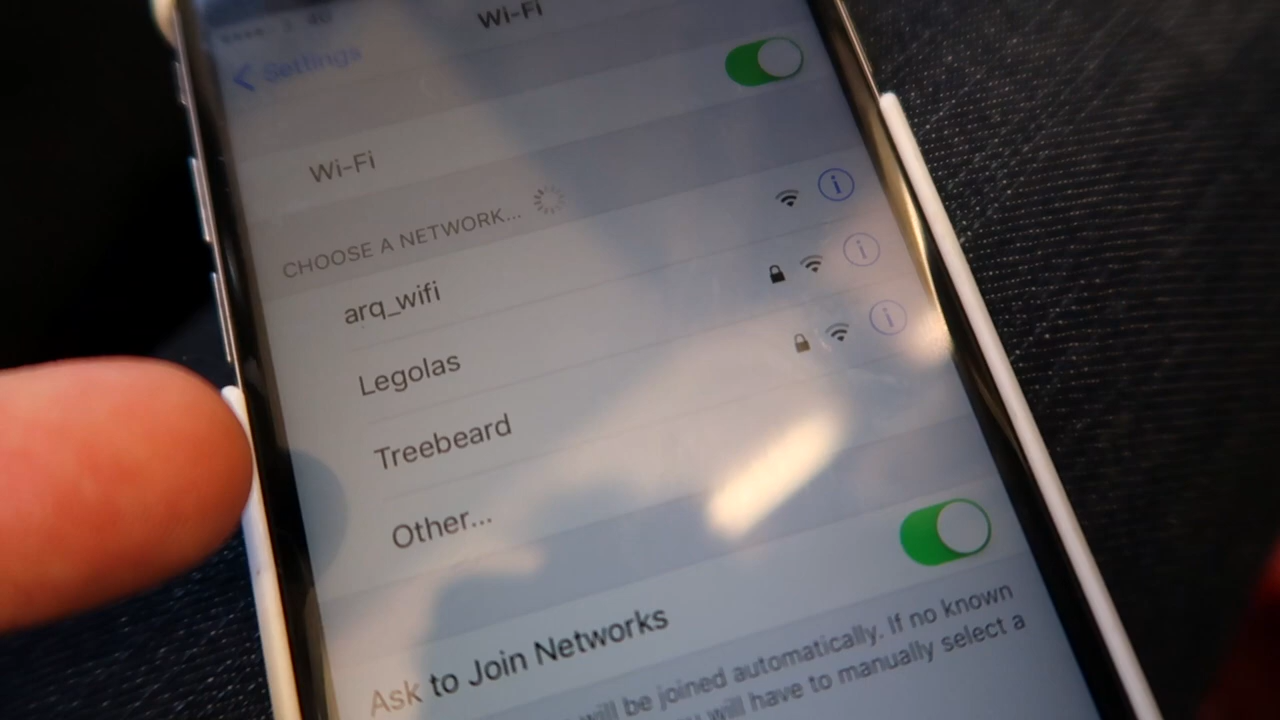 Wi-Fi
Settings
Wi-Fi
CHOOSE A NETWORK...
arq_wifi
Legolas
Treebeard
Other...
Ask to Join Networks
will be joined automatically. If no known
will have to manually select a